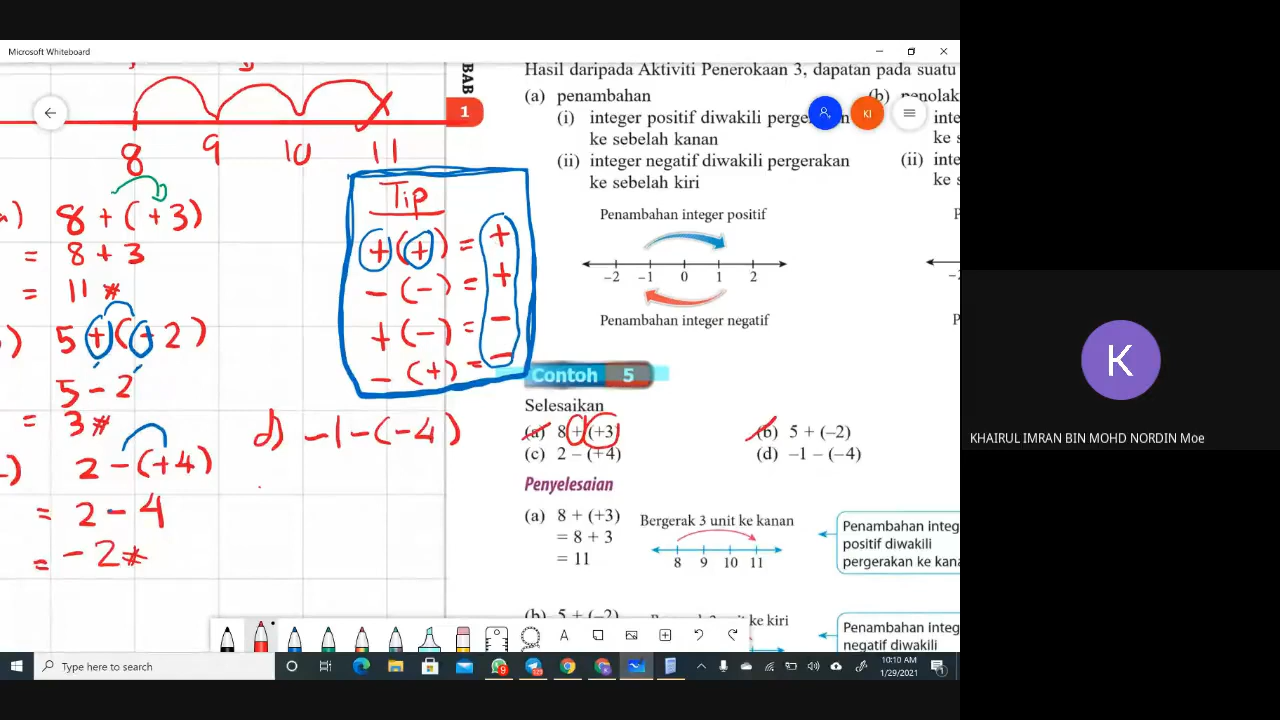 Microsoft Whiteboard
8 9 10 11
8 + (+3)
= 8 + 3
= 11 *
5 + (-2)
5 - 2
= 3 *
2 - (+4)
= 2 - 4
= -2 *
Tip
+ (+) = +
- (-) = +
+ (-) = -
- (+) = -
d) -1 - (-4)
BAB
1
Hasil daripada Aktiviti Penerokaan 3, dapatan pada suatu
(a) penambahan
(i) integer positif diwakili
ke sebelah kanan
(ii) integer negatif diwakili pergerakan
ke sebelah kiri
(b)
(ii)
KI
Penambahan integer positif
−2 −1 0 1 2
Penambahan integer negatif
Contoh 5
Selesaikan
(a) 8 + (+3) (b) 5 + (–2)
(c) 2 – (+4) (d) –1 – (–4)
Penyelesaian
(a) 8 + (+3)
= 8 + 3
= 11
Bergerak 3 unit ke kanan
8 9 10 11
Penambahan
positif diwakili
pergerakan ke
(b) 5 + (–2)
ke kiri
Penambahan
negatif diwakili
Type here to search
10:10 AM
1/29/2021
K
KHAIRUL IMRAN BIN MOHD NORDIN Moe